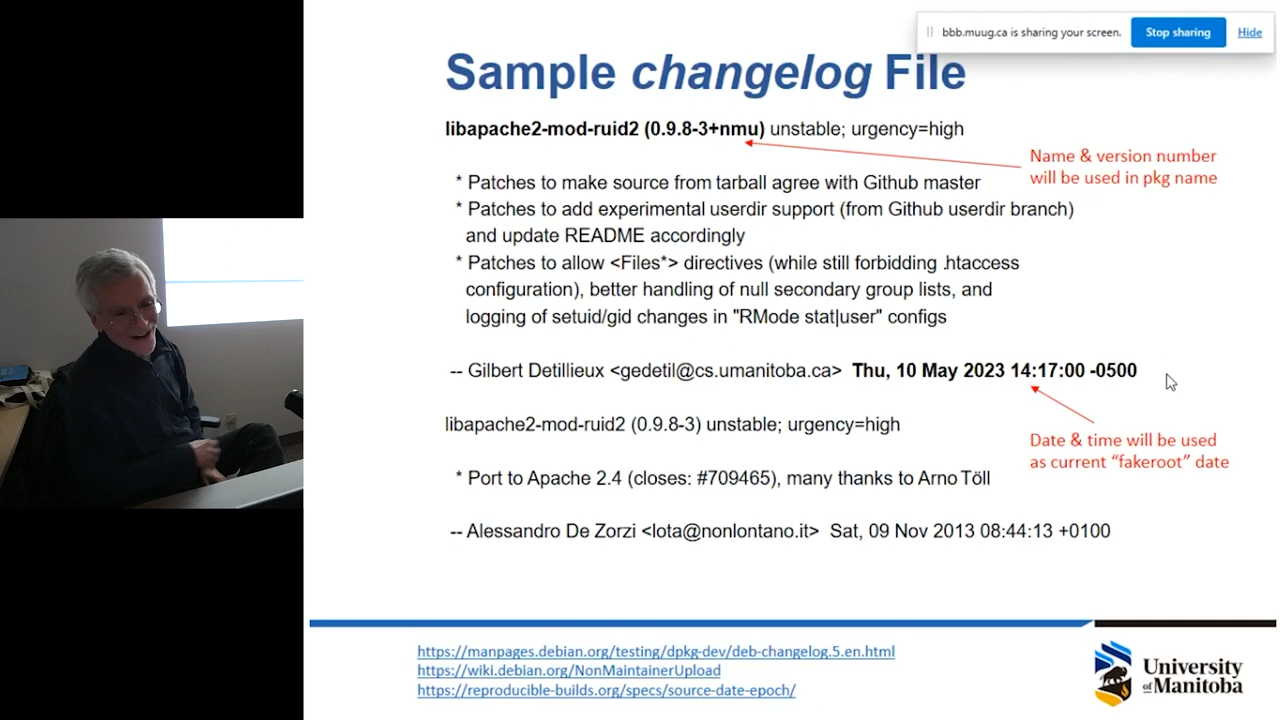 bbb.muug.ca is sharing your screen. Stop sharing Hide
Sample changelog File
libapache2-mod-ruid2 (0.9.8-3+nmu) unstable; urgency=high
Name & version number
will be used in pkg name
* Patches to make source from tarball agree with Github master
* Patches to add experimental userdir support (from Github userdir branch)
and update README accordingly
* Patches to allow <Files*> directives (while still forbidding .htaccess
configuration), better handling of null secondary group lists, and
logging of setuid/gid changes in "RMode stat|user" configs
-- Gilbert Detillieux <gedetil@cs.umanitoba.ca> Thu, 10 May 2023 14:17:00 -0500
libapache2-mod-ruid2 (0.9.8-3) unstable; urgency=high
Date & time will be used
as current “fakeroot” date
* Port to Apache 2.4 (closes: #709465), many thanks to Arno Töll
-- Alessandro De Zorzi <lota@nonlontano.it> Sat, 09 Nov 2013 08:44:13 +0100
https://manpages.debian.org/testing/dpkg-dev/deb-changelog.5.en.html
https://wiki.debian.org/NonMaintainerUpload
https://reproducible-builds.org/specs/source-date-epoch/
University
of Manitoba